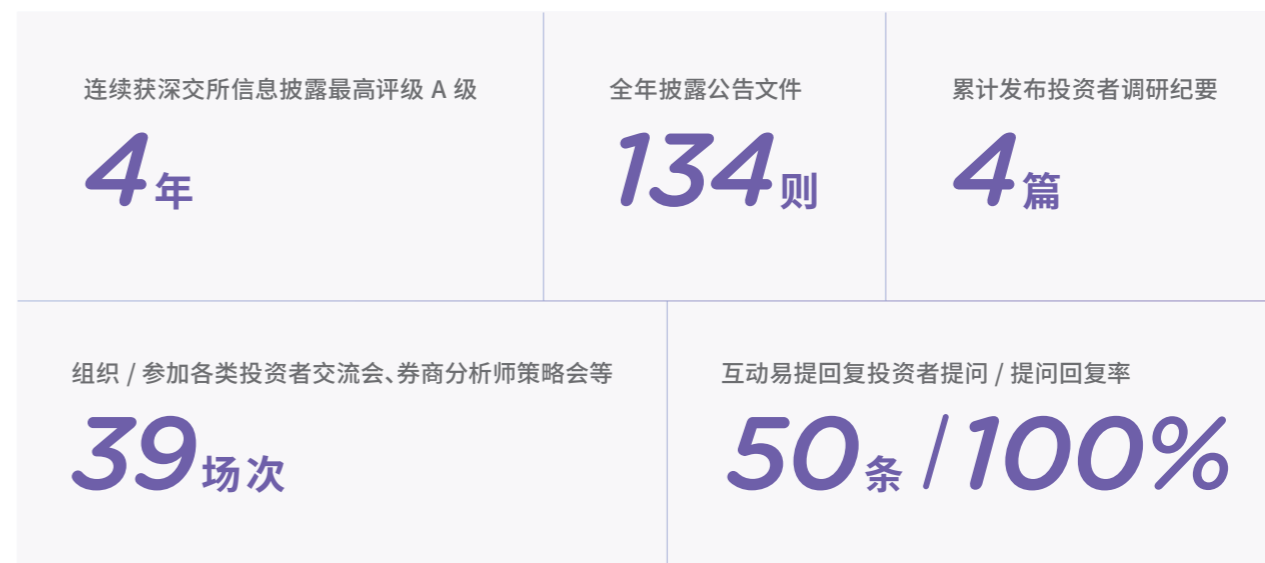 连续获深交所信息披露最高评级 A 级
4年
全年披露公告文件
134则
累计发布投资者调研纪要
4篇
组织 / 参加各类投资者交流会、券商分析师策略会等
39场次
互动易提回复投资者提问 / 提问回复率
50条 / 100%